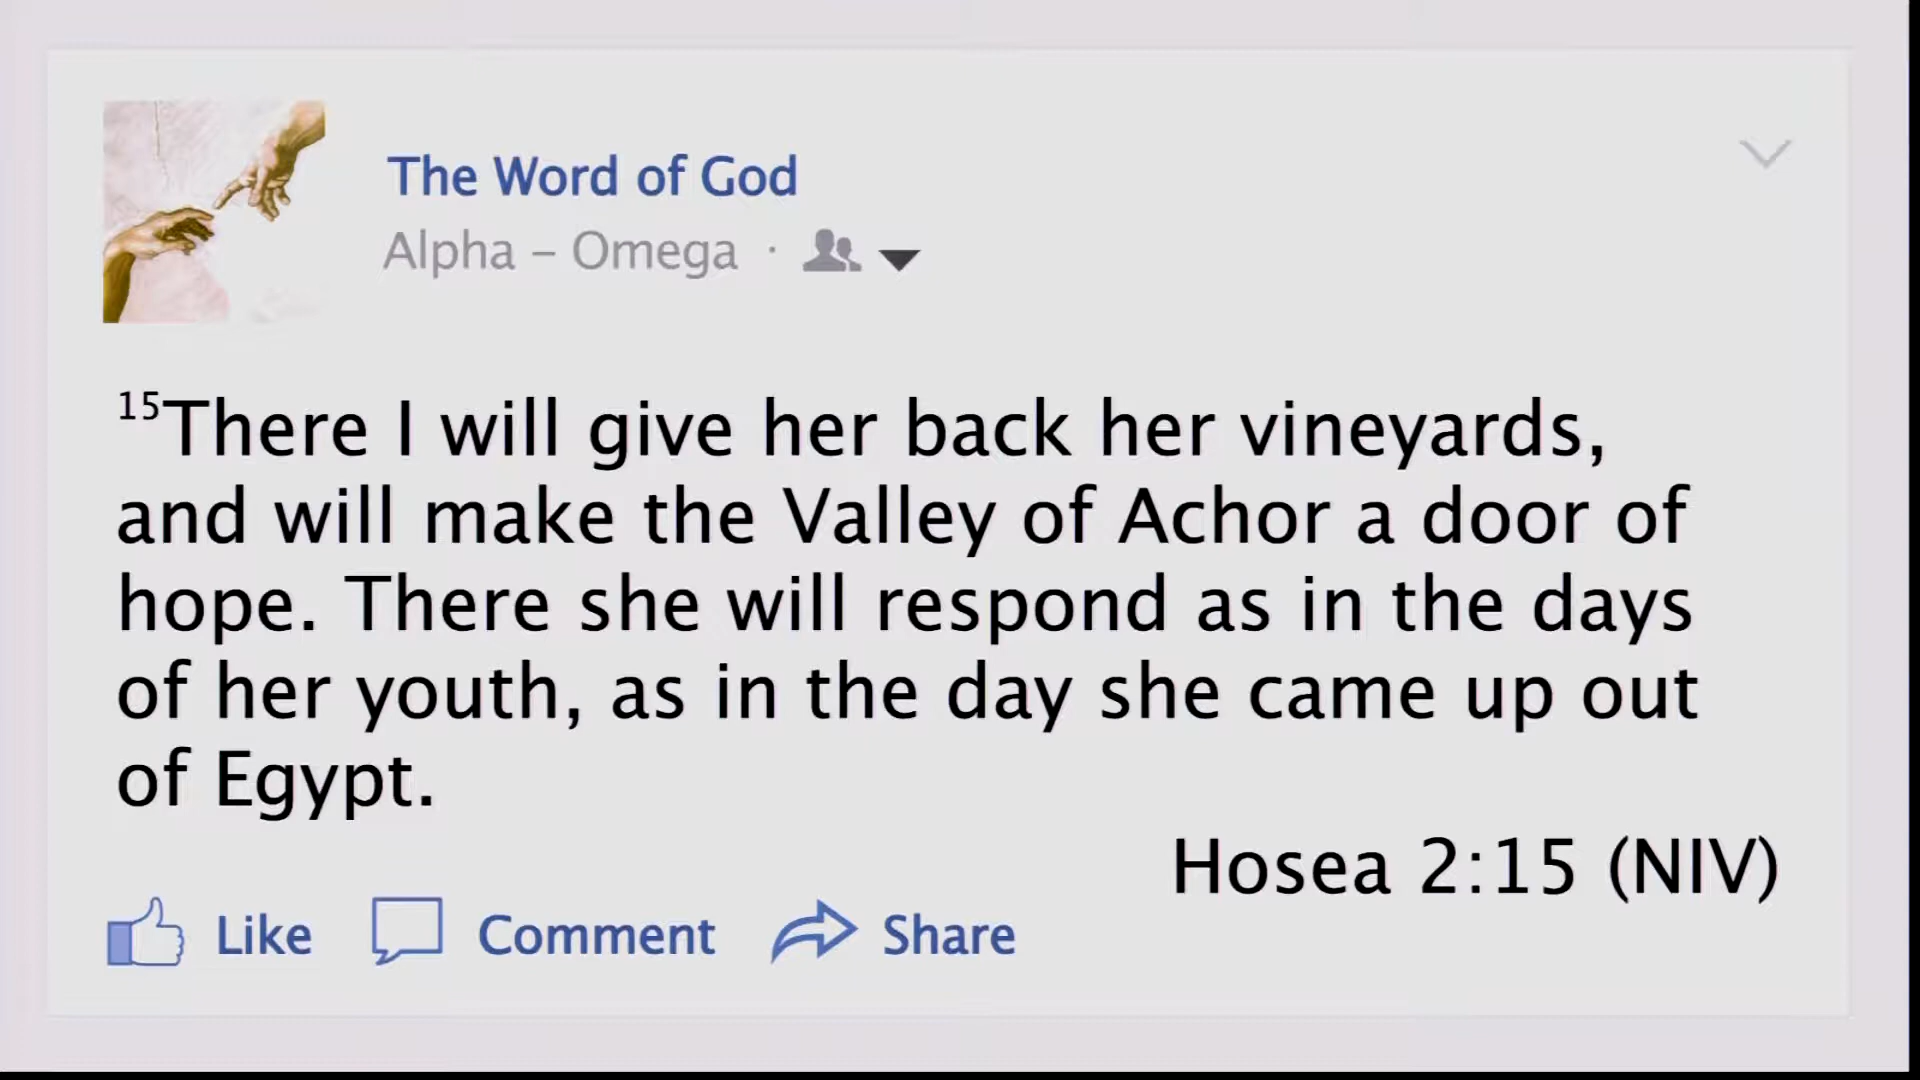 The Word of God
Alpha – Omega ·
15There I will give her back her vineyards,
and will make the Valley of Achor a door of
hope. There she will respond as in the days
of her youth, as in the day she came up out
of Egypt.
Hosea 2:15 (NIV)
Like Comment Share